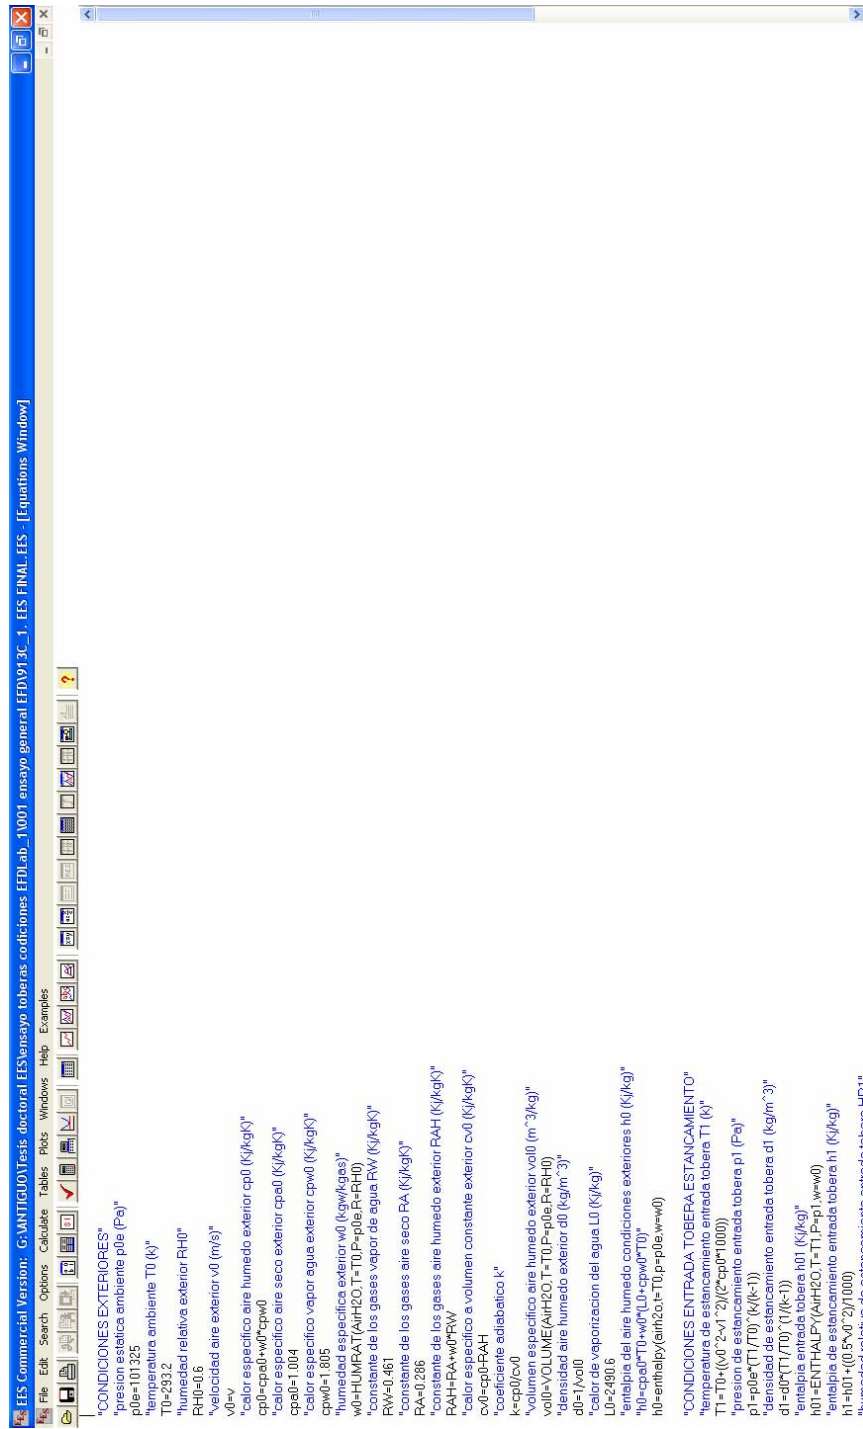 EES Commercial Version: G:\ANTIGUO\Tesis doctoral EES\ensayo toberas codiciones EFDLab_1\001 ensayo general EFD\913C_1. EES FINAL.EES - [Equations Window]
File Edit Search Options Calculate Tables Plots Windows Help Examples
"CONDICIONES EXTERIORES"
"presion estatica ambiente p0e (Pa)"
p0e=101325
"temperatura ambiente T0 (k)"
T0=293.2
"humedad relativa exterior RH0"
RH0=0.6
"velocidad aire exterior v0 (m/s)"
v0=v
"calor especifico aire humedo exterior cp0 (Kj/kgK)"
cp0=cpa0+w0*cpw0
"calor especifico aire seco exterior cpa0 (Kj/kgK)"
cpa0=1.004
"calor especifico vapor agua exterior cpw0 (Kj/kgK)"
cpw0=1.805
"humedad especifica exterior w0 (kgw/kgas)"
w0=HUMRAT(AirH2O,T=T0,P=p0e,R=RH0)
"constante de los gases vapor de agua RW (Kj/kgK)"
RW=0.461
"constante de los gases aire seco RA (Kj/kgK)"
RA=0.286
"constante de los gases aire humedo exterior RAH (Kj/kgK)"
RAH=RA+w0*RW
"calor especifico a volumen constante exterior cv0 (Kj/kgK)"
cv0=cp0-RAH
"coeficiente adiabatico k"
k=cp0/cv0
"volumen especifico aire humedo exterior vol0 (m^3/kg)"
vol0=VOLUME(AirH2O,T=T0,P=p0e,R=RH0)
"densidad aire humedo exterior d0 (kg/m^3)"
d0=1/vol0
"calor de vaporizacion del agua L0 (Kj/kg)"
L0=2490.6
"entalpia del aire humedo condiciones exteriores h0 (Kj/kg)"
"h0=cpa0*T0+w0*(L0+cpw0*T0)"
h0=enthalpy(airh2o,t=T0,p=p0e,w=w0)
"CONDICIONES ENTRADA TOBERA ESTANCAMIENTO"
"temperatura de estancamiento entrada tobera T1 (k)"
T1=T0+((v0^2-v1^2)/(2*cp0*1000))
"presion de estancamiento entrada tobera p1 (Pa)"
p1=p0e*(T1/T0)^(k/(k-1))
"densidad de estancamiento entrada tobera d1 (kg/m^3)"
d1=d0*(T1/T0)^(1/(k-1))
"entalpia entrada tobera h01 (Kj/kg)"
h01=ENTHALPY(AirH2O,T=T1,P=p1,w=w0)
"entalpia de estancamiento entrada tobera h1 (Kj/kg)"
h1=h01+((0.5*v0^2)/1000)
"humedad relativa de estancamiento entrada tobera HR1"